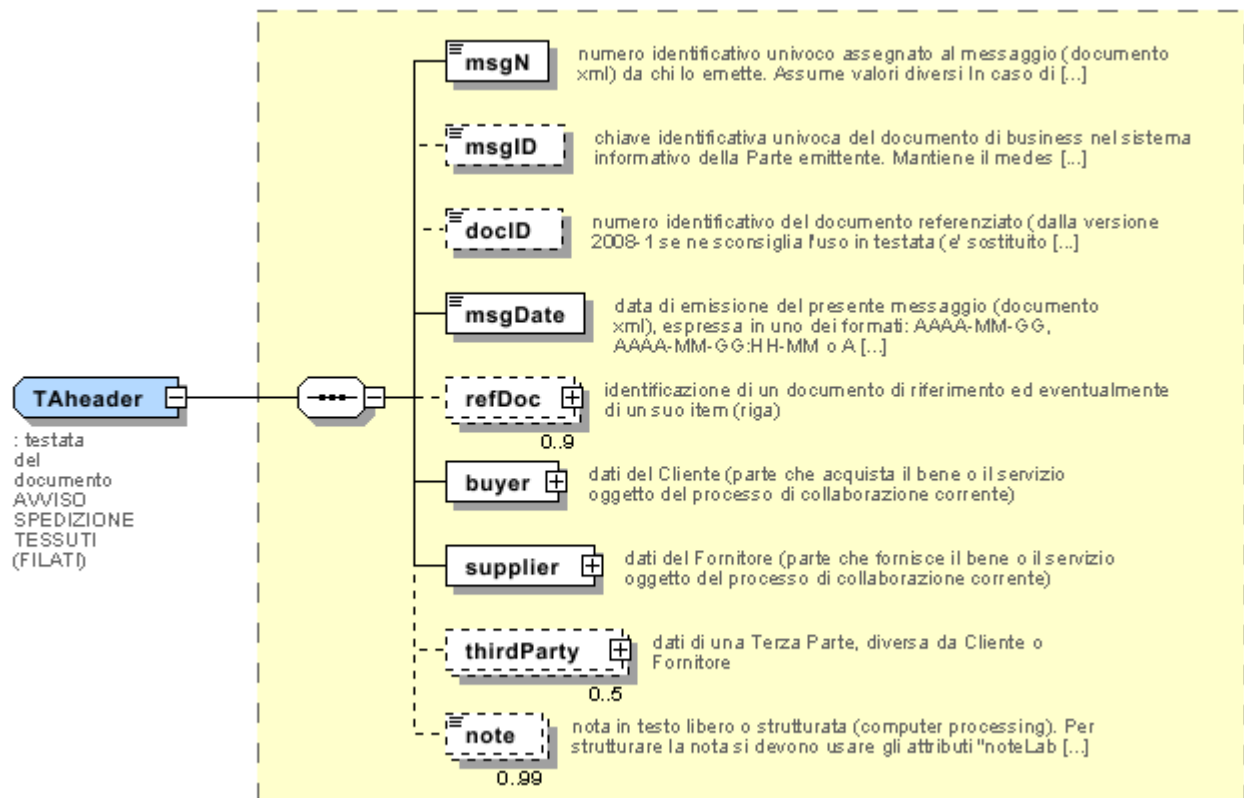 msgN
numero identificativo univoco assegnato al messaggio (documento
xml) da chi lo emette. Assume valori diversi In caso di [...]
msgID
chiave identificativa univoca del documento di business nel sistema
informativo della Parte emittente. Mantiene il medes [...]
docID
numero identificativo del documento referenziato (dalla versione
2008-1 se ne sconsiglia l'uso in testata (e' sostituito [...]
msgDate
data di emissione del presente messaggio (documento
xml), espressa in uno dei formati: AAAA-MM-GG,
AAAA-MM-GG:HH-MM o A [...]
TAheader
: testata
del
documento
AVVISO
SPEDIZIONE
TESSUTI
(FILATI)
refDoc
identificazione di un documento di riferimento ed eventualmente
di un suo item (riga)
0..9
buyer
dati del Cliente (parte che acquista il bene o il servizio
oggetto del processo di collaborazione corrente)
supplier
dati del Fornitore (parte che fornisce il bene o il servizio
oggetto del processo di collaborazione corrente)
thirdParty
dati di una Terza Parte, diversa da Cliente o
Fornitore
0..5
note
nota in testo libero o strutturata (computer processing). Per
strutturare la nota si devono usare gli attributi "noteLab [...]
0..99